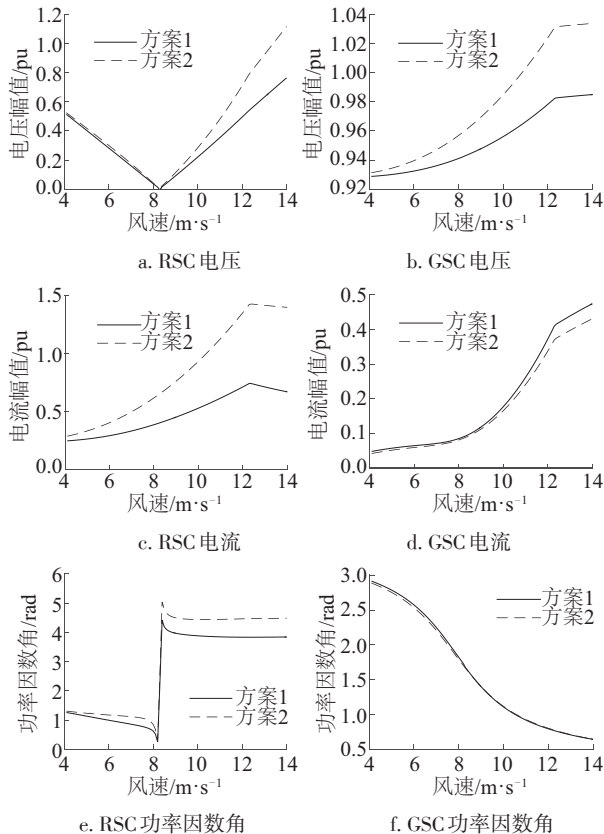 电压幅值/pu
1.2
1.0
0.8
0.6
0.4
0.2
0.0
方案1
方案2
4 6 8 10 12 14
风速/m·s⁻¹
a. RSC电压
电压幅值/pu
1.04
1.02
1.00
0.98
0.96
0.94
0.92
方案1
方案2
4 6 8 10 12 14
风速/m·s⁻¹
b. GSC电压
电流幅值/pu
1.5
1.0
0.5
0.0
方案1
方案2
4 6 8 10 12 14
风速/m·s⁻¹
c. RSC电流
电流幅值/pu
0.5
0.4
0.3
0.2
0.1
0.0
方案1
方案2
4 6 8 10 12 14
风速/m·s⁻¹
d. GSC电流
功率因数角/rad
6
5
4
3
2
1
0
方案1
方案2
4 6 8 10 12 14
风速/m·s⁻¹
e. RSC功率因数角
功率因数角/rad
3.0
2.5
2.0
1.5
1.0
0.5
方案1
方案2
4 6 8 10 12 14
风速/m·s⁻¹
f. GSC功率因数角